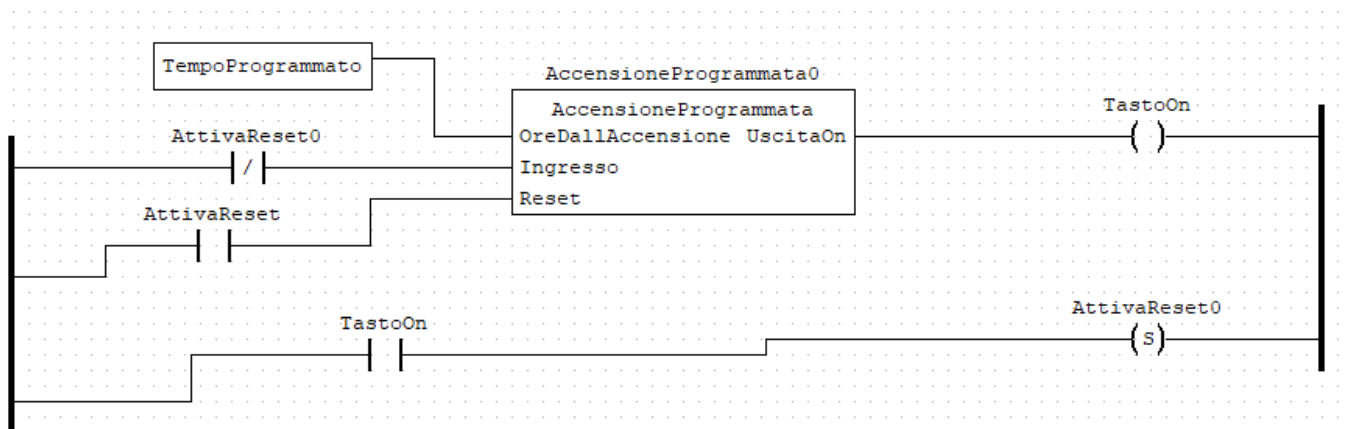 TempoProgrammato
AccensioneProgrammata0
AccensioneProgrammata
TastoOn
AttivaReset0
OreDallAccensione UscitaOn
/
Ingresso
Reset
AttivaReset
AttivaReset0
TastoOn
S